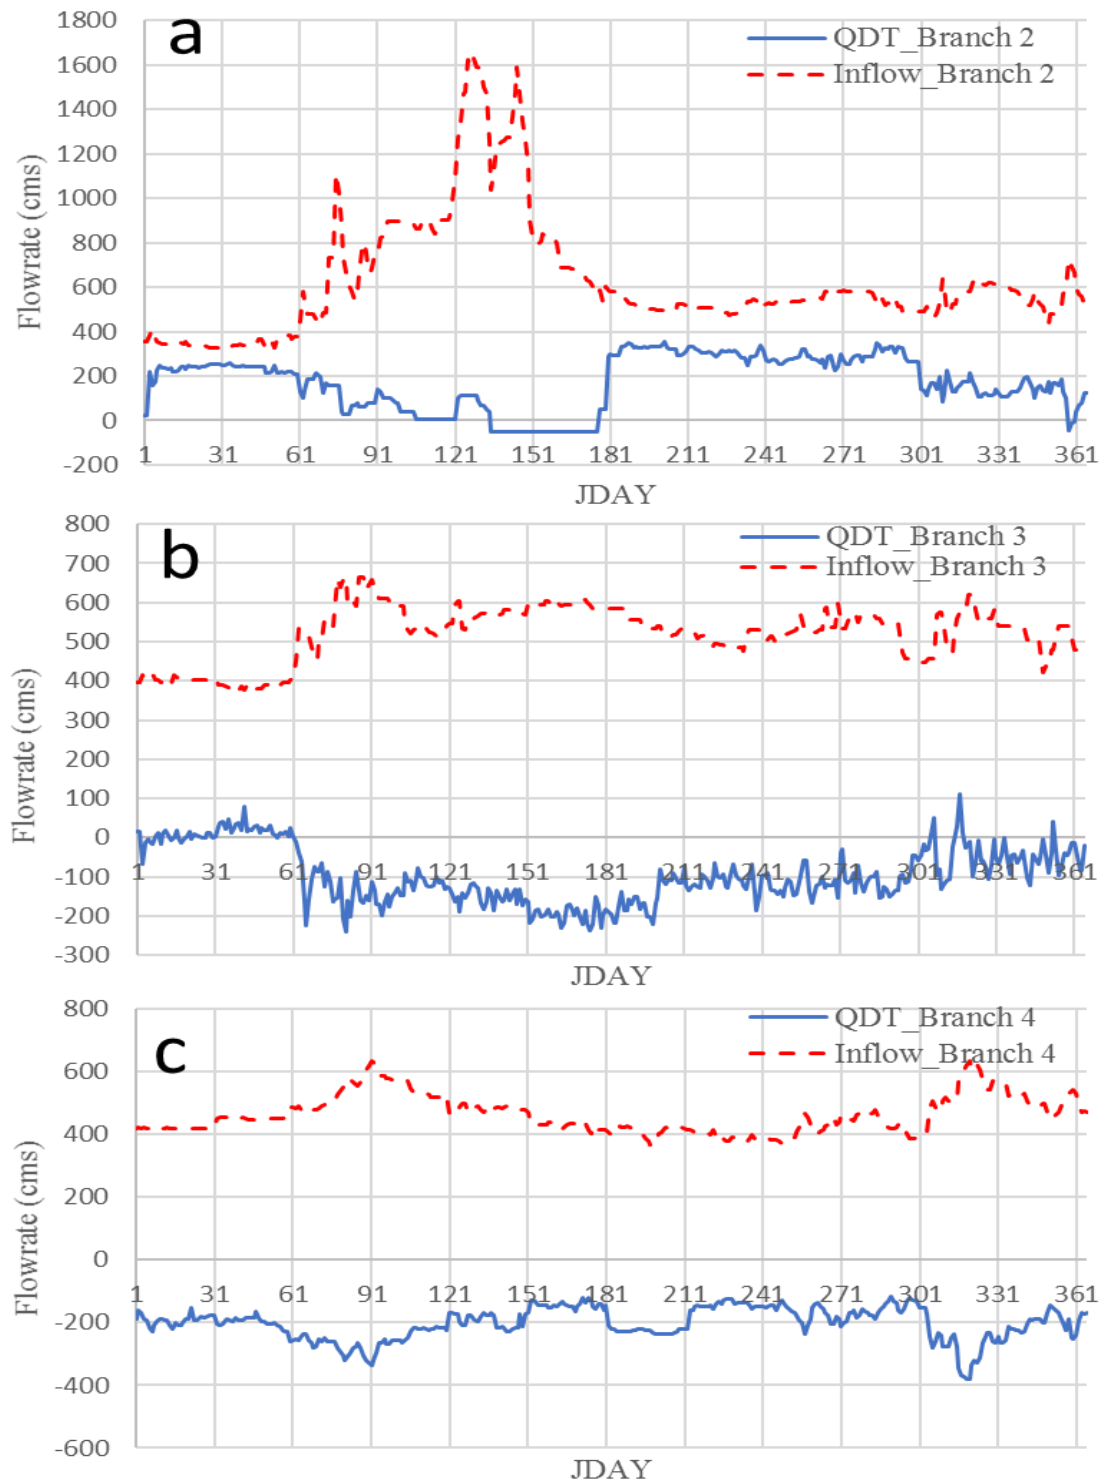 a
QDT_Branch 2
Inflow_Branch 2
1800
1600
1400
1200
1000
800
600
400
200
0
-200
Flowrate (cms)
1 31 61 91 121 151 181 211 241 271 301 331 361
JDAY
b
QDT_Branch 3
Inflow_Branch 3
800
700
600
500
400
300
200
100
0
-100
-200
-300
Flowrate (cms)
1 31 61 91 121 151 181 211 241 271 301 331 361
JDAY
c
QDT_Branch 4
Inflow_Branch 4
800
600
400
200
0
-200
-400
-600
Flowrate (cms)
1 31 61 91 121 151 181 211 241 271 301 331 361
JDAY